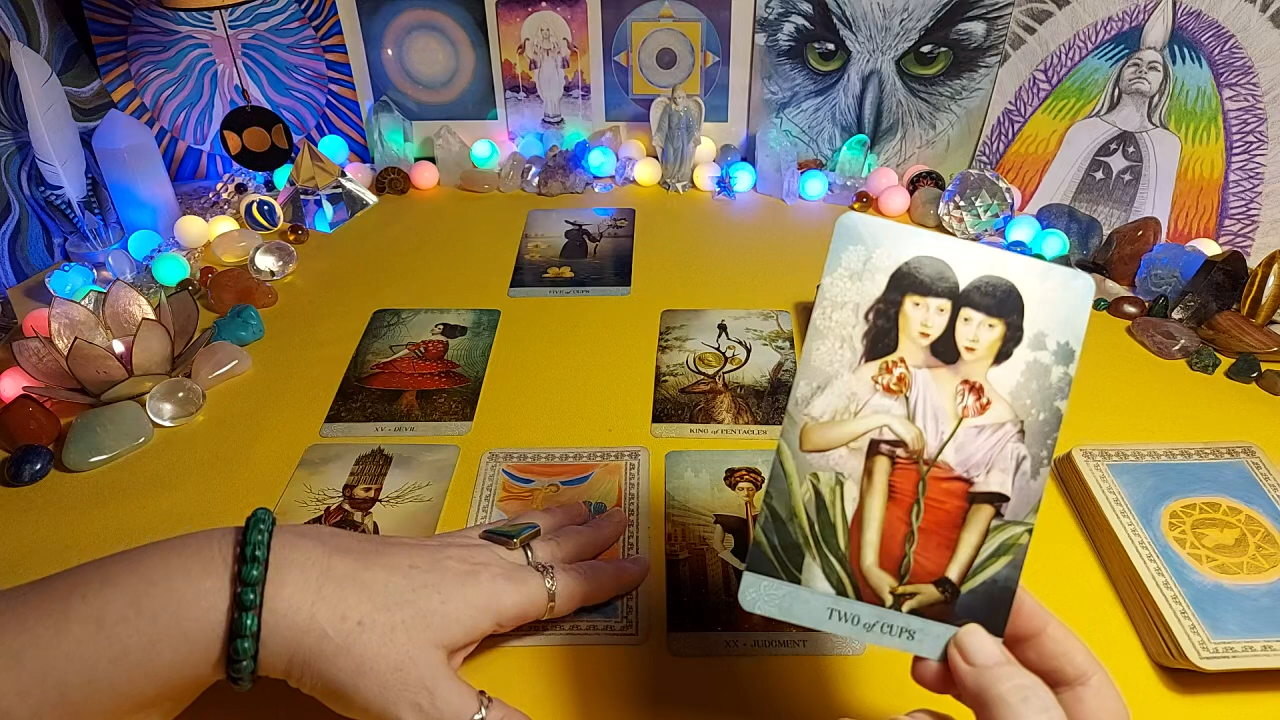 FIVE of CUPS
XV • DEVIL
KING of PENTACLES
XX • JUDGMENT
TWO of CUPS